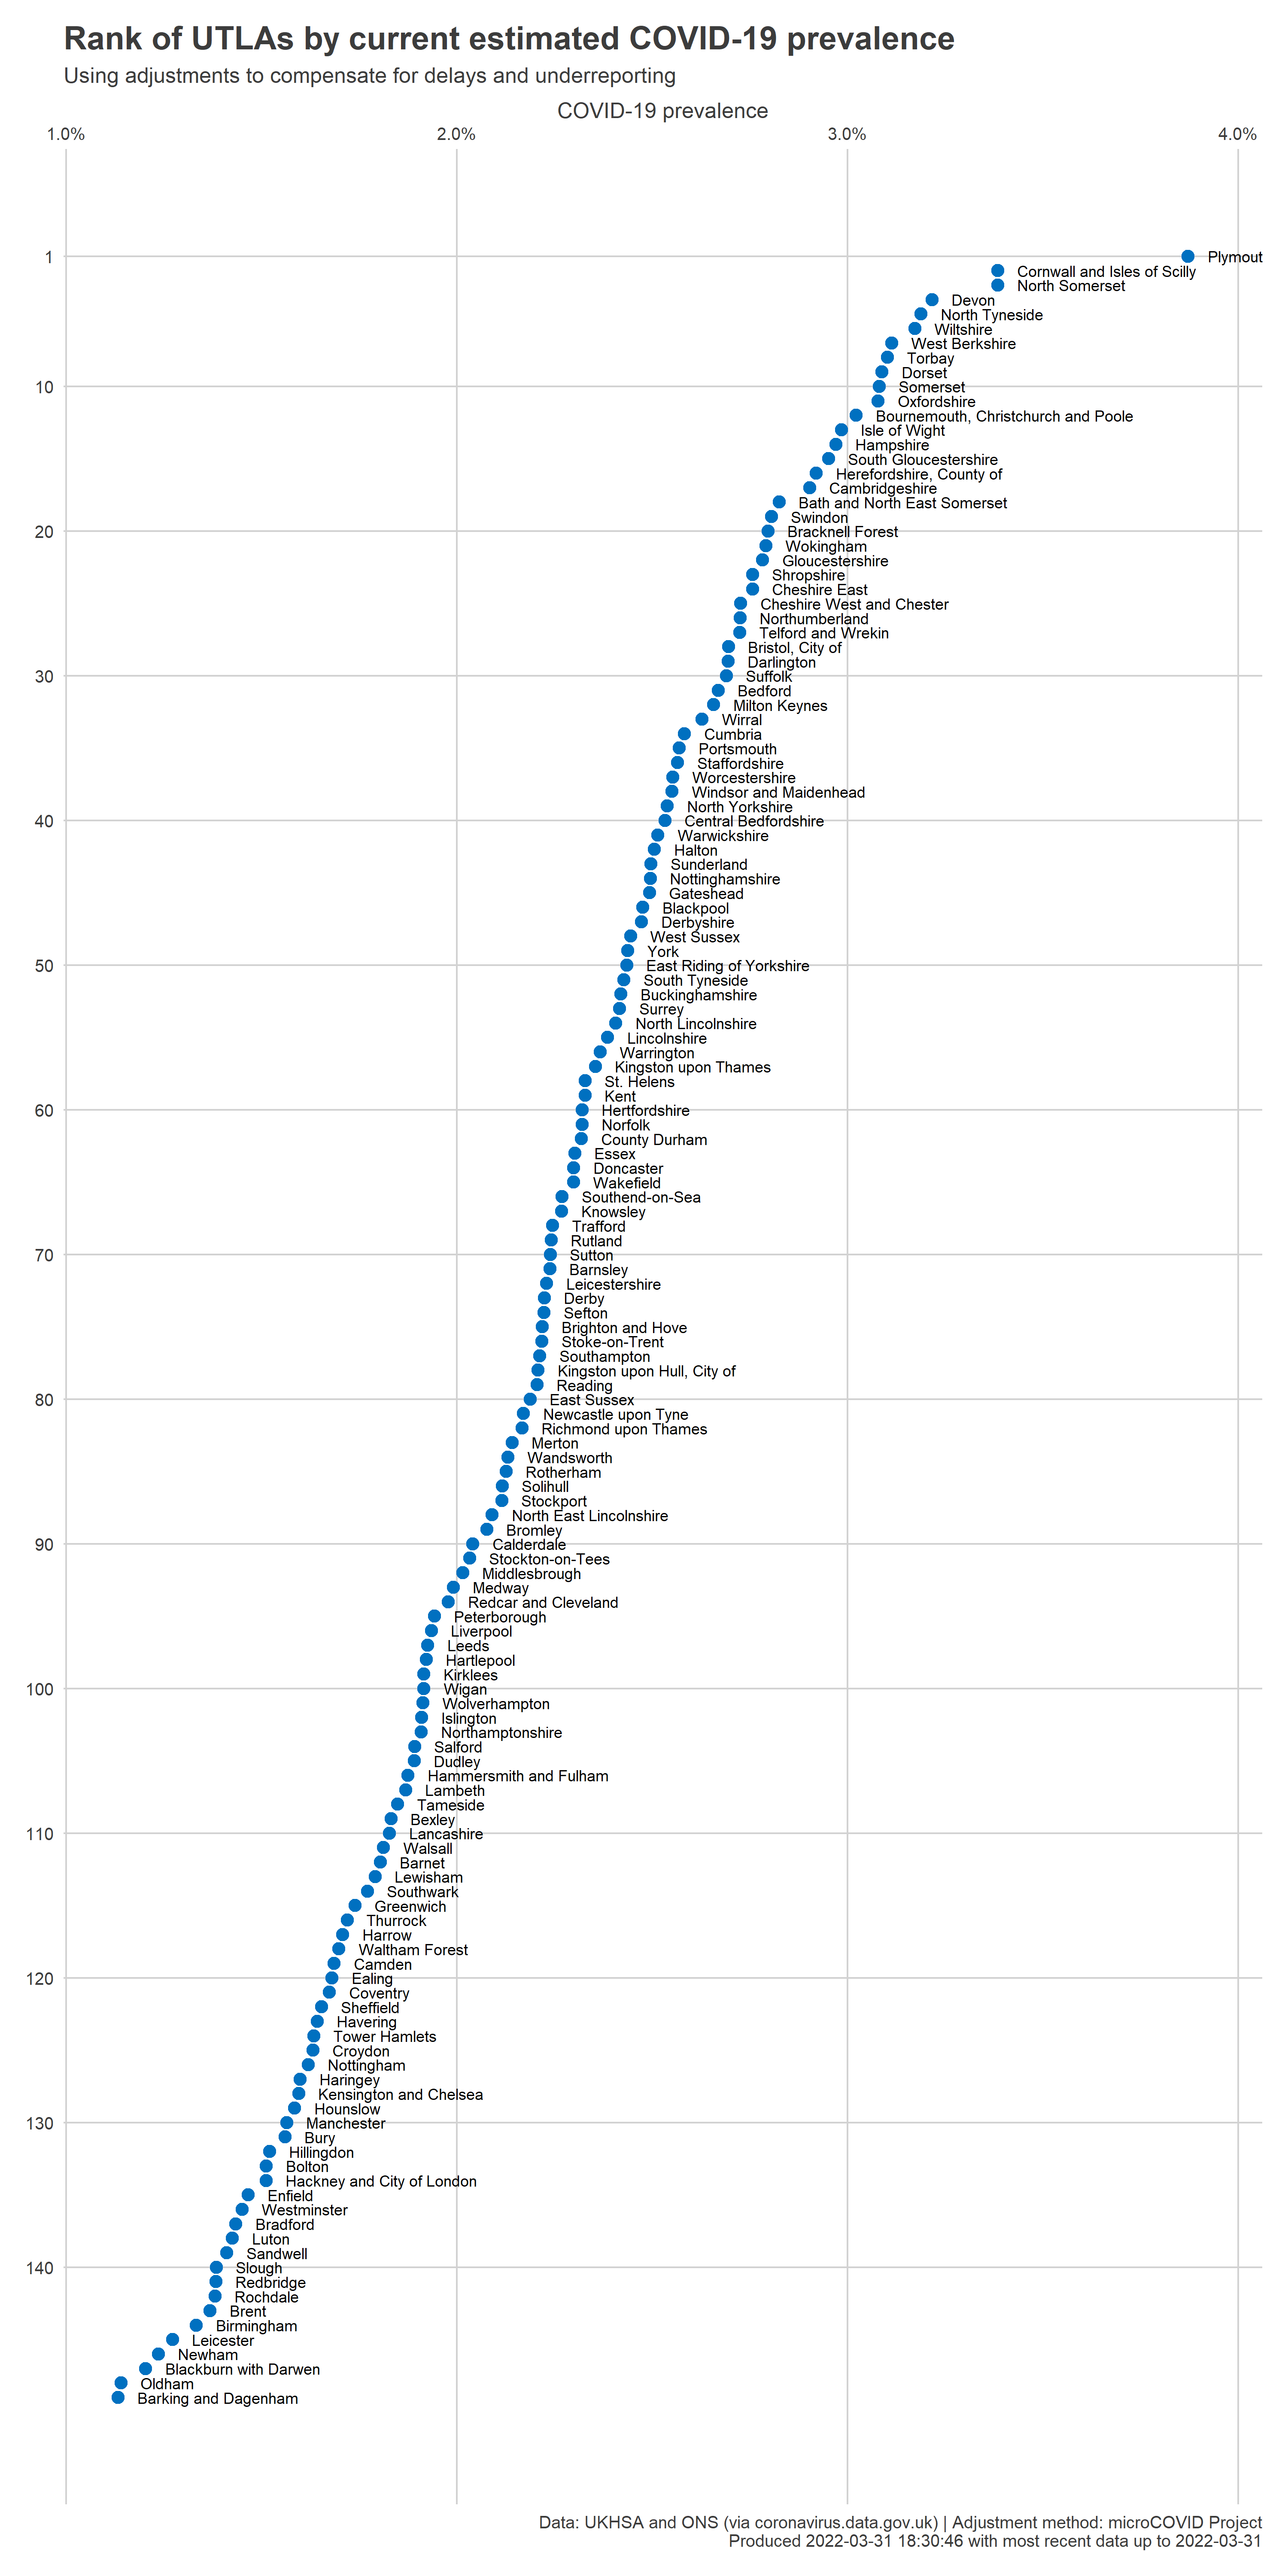 Rank of UTLAs by current estimated COVID-19 prevalence
Using adjustments to compensate for delays and underreporting
COVID-19 prevalence
1.0% 2.0% 3.0% 4.0%
1 Plymout
Cornwall and Isles of Scilly
North Somerset
Devon
North Tyneside
Wiltshire
West Berkshire
Torbay
Dorset
10 Somerset
Oxfordshire
Bournemouth, Christchurch and Poole
Isle of Wight
Hampshire
South Gloucestershire
Herefordshire, County of
Cambridgeshire
Bath and North East Somerset
Swindon
20 Bracknell Forest
Wokingham
Gloucestershire
Shropshire
Cheshire East
Cheshire West and Chester
Northumberland
Telford and Wrekin
Bristol, City of
Darlington
30 Suffolk
Bedford
Milton Keynes
Wirral
Cumbria
Portsmouth
Staffordshire
Worcestershire
Windsor and Maidenhead
North Yorkshire
40 Central Bedfordshire
Warwickshire
Halton
Sunderland
Nottinghamshire
Gateshead
Blackpool
Derbyshire
West Sussex
York
50 East Riding of Yorkshire
South Tyneside
Buckinghamshire
Surrey
North Lincolnshire
Lincolnshire
Warrington
Kingston upon Thames
St. Helens
Kent
60 Hertfordshire
Norfolk
County Durham
Essex
Doncaster
Wakefield
Southend-on-Sea
Knowsley
Trafford
Rutland
70 Sutton
Barnsley
Leicestershire
Derby
Sefton
Brighton and Hove
Stoke-on-Trent
Southampton
Kingston upon Hull, City of
Reading
80 East Sussex
Newcastle upon Tyne
Richmond upon Thames
Merton
Wandsworth
Rotherham
Solihull
Stockport
North East Lincolnshire
Bromley
90 Calderdale
Stockton-on-Tees
Middlesbrough
Medway
Redcar and Cleveland
Peterborough
Liverpool
Leeds
Hartlepool
Kirklees
100 Wigan
Wolverhampton
Islington
Northamptonshire
Salford
Dudley
Hammersmith and Fulham
Lambeth
Tameside
Bexley
110 Lancashire
Walsall
Barnet
Lewisham
Southwark
Greenwich
Thurrock
Harrow
Waltham Forest
Camden
120 Ealing
Coventry
Sheffield
Havering
Tower Hamlets
Croydon
Nottingham
Haringey
Kensington and Chelsea
Hounslow
130 Manchester
Bury
Hillingdon
Bolton
Hackney and City of London
Enfield
Westminster
Bradford
Luton
Sandwell
140 Slough
Redbridge
Rochdale
Brent
Birmingham
Leicester
Newham
Blackburn with Darwen
Oldham
Barking and Dagenham
Data: UKHSA and ONS (via coronavirus.data.gov.uk) | Adjustment method: microCOVID Project
Produced 2022-03-31 18:30:46 with most recent data up to 2022-03-31